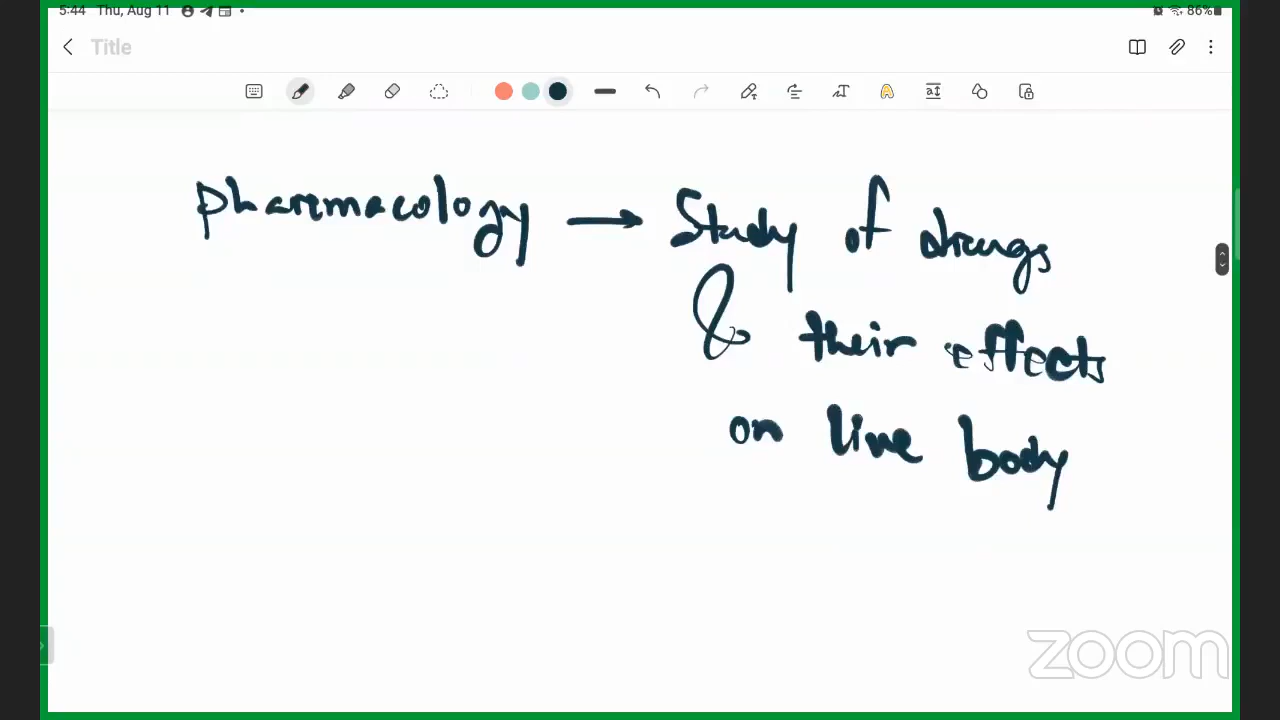 5:44 Thu, Aug 11 86%
Title
pharmacology → Study of drugs
& their effects
on live body
zoom